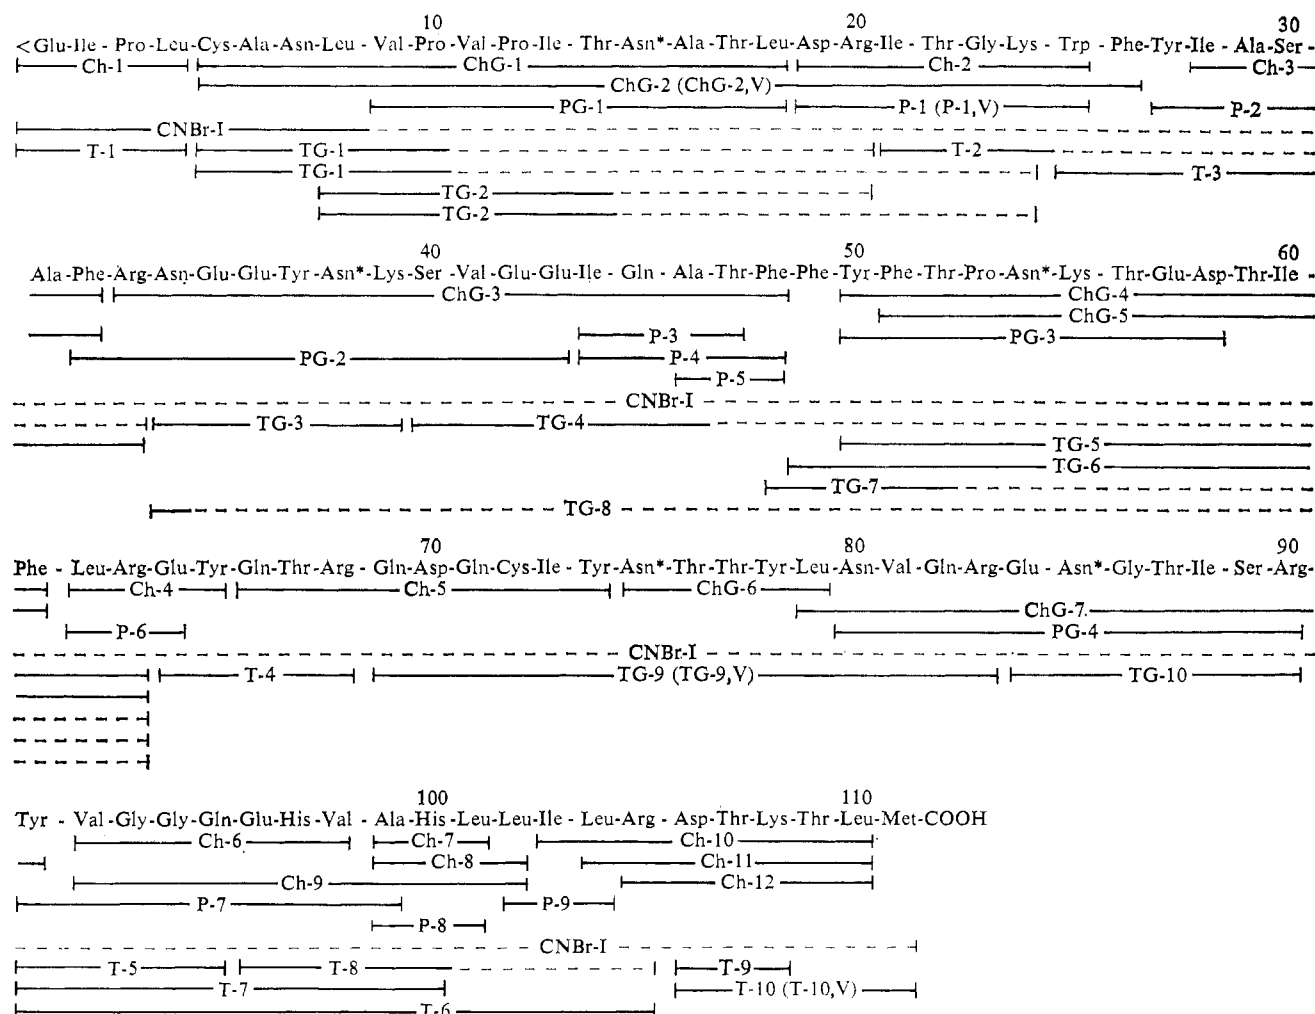 10 20 30
<Glu-Ile - Pro-Leu-Cys-Ala-Asn-Leu - Val-Pro-Val-Pro-Ile - Thr-Asn*-Ala-Thr-Leu-Asp-Arg-Ile - Thr-Gly-Lys - Trp - Phe-Tyr-Ile - Ala-Ser -
Ch-1 ChG-1 Ch-2 Ch-3
ChG-2 (ChG-2,V)
PG-1 P-1 (P-1,V) P-2
CNBr-I
T-1 TG-1 T-2
TG-1 T-3
TG-2
TG-2
40 50 60
Ala -Phe-Arg-Asn-Glu-Glu-Tyr-Asn*-Lys-Ser - Val-Glu-Glu-Ile - Gln - Ala -Thr-Phe-Phe-Tyr-Phe-Thr-Pro-Asn*-Lys - Thr-Glu-Asp-Thr-Ile -
ChG-3 ChG-4
ChG-5
P-3 PG-3
PG-2 P-4
P-5
CNBr-I
TG-3 TG-4
TG-5
TG-6
TG-7
TG-8
70 80 90
Phe - Leu-Arg-Glu-Tyr-Gln-Thr-Arg - Gln-Asp-Gln-Cys-Ile - Tyr-Asn*-Thr-Thr-Tyr-Leu-Asn-Val - Gln-Arg-Glu - Asn*-Gly-Thr-Ile - Ser -Arg-
Ch-4 Ch-5 ChG-6
ChG-7
P-6 PG-4
CNBr-I
T-4 TG-9 (TG-9,V) TG-10
100 110
Tyr - Val-Gly-Gly-Gln-Glu-His-Val - Ala-His-Leu-Leu-Ile - Leu-Arg - Asp-Thr-Lys-Thr-Leu-Met-COOH
Ch-6 Ch-7 Ch-10
Ch-8 Ch-11
Ch-9 Ch-12
P-7 P-9
P-8
CNBr-I
T-5 T-8 T-9
T-7 T-10 (T-10,V)
T-6